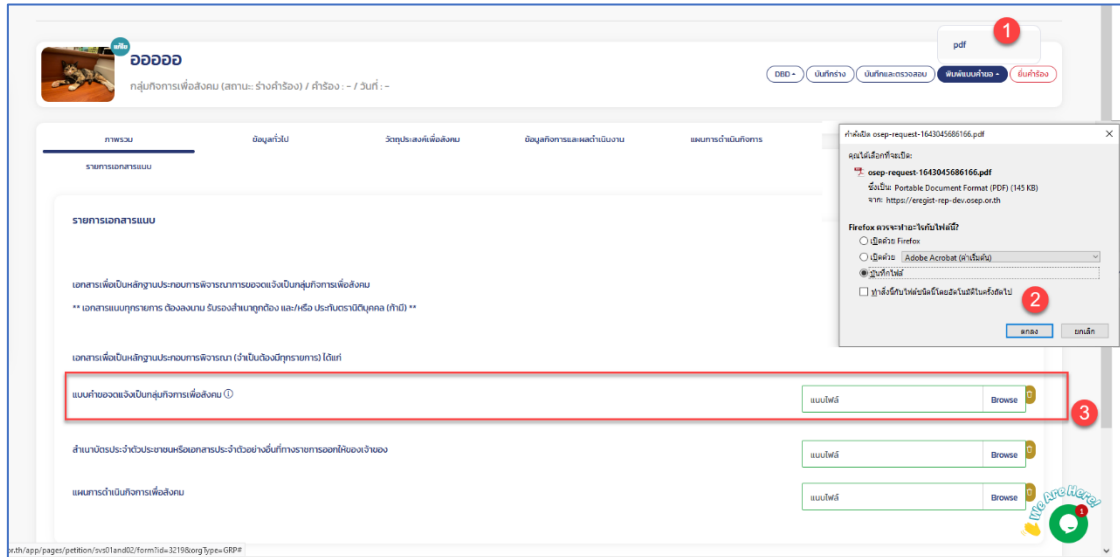 1
pdf
แก้ไข
ออออออ
กลุ่มกิจการเพื่อสังคม (สถานะ: ร่างคำร้อง) / คำร้อง : - / วันที่ : -
DBD
บันทึกร่าง
บันทึกและตรวจสอบ
พิมพ์แบบคำขอ
ยื่นคำร้อง
ภาพรวม
ข้อมูลทั่วไป
วัตถุประสงค์เพื่อสังคม
ข้อมูลกิจการและผลดำเนินงาน
แผนการดำเนินกิจการ
รายการเอกสารแนบ
กำลังเปิด osep-request-1643045686166.pdf
คุณได้เลือกที่จะเปิด:
osep-request-1643045686166.pdf
ซึ่งเป็น: Portable Document Format (PDF) (145 KB)
จาก: https://eregist-rep-dev.osep.or.th
Firefox ควรจะทำอะไรกับไฟล์นี้?
เปิดด้วย Firefox
เปิดด้วย Adobe Acrobat (ค่าเริ่มต้น)
บันทึกไฟล์
ทำสิ่งนี้กับไฟล์ชนิดนี้โดยอัตโนมัติในครั้งถัดไป
2
ตกลง
ยกเลิก
รายการเอกสารแนบ
เอกสารเพื่อเป็นหลักฐานประกอบการพิจารณาการขอจดแจ้งเป็นกลุ่มกิจการเพื่อสังคม
** เอกสารแนบทุกรายการ ต้องลงนาม รับรองสำเนาถูกต้อง และ/หรือ ประทับตรานิติบุคคล (ถ้ามี) **
เอกสารเพื่อเป็นหลักฐานประกอบการพิจารณา (จำเป็นต้องมีทุกรายการ) ได้แก่
แบบคำขอจดแจ้งเป็นกลุ่มกิจการเพื่อสังคม
แนบไฟล์ Browse
3
สำเนาบัตรประจำตัวประชาชนหรือเอกสารประจำตัวอย่างอื่นที่ทางราชการออกให้ของเจ้าของ
แนบไฟล์ Browse
แผนการดำเนินกิจการเพื่อสังคม
แนบไฟล์ Browse
We Are Here!
1
or.th/app/pages/petition/svs01and02/form?id=3219&orgType=GRP#